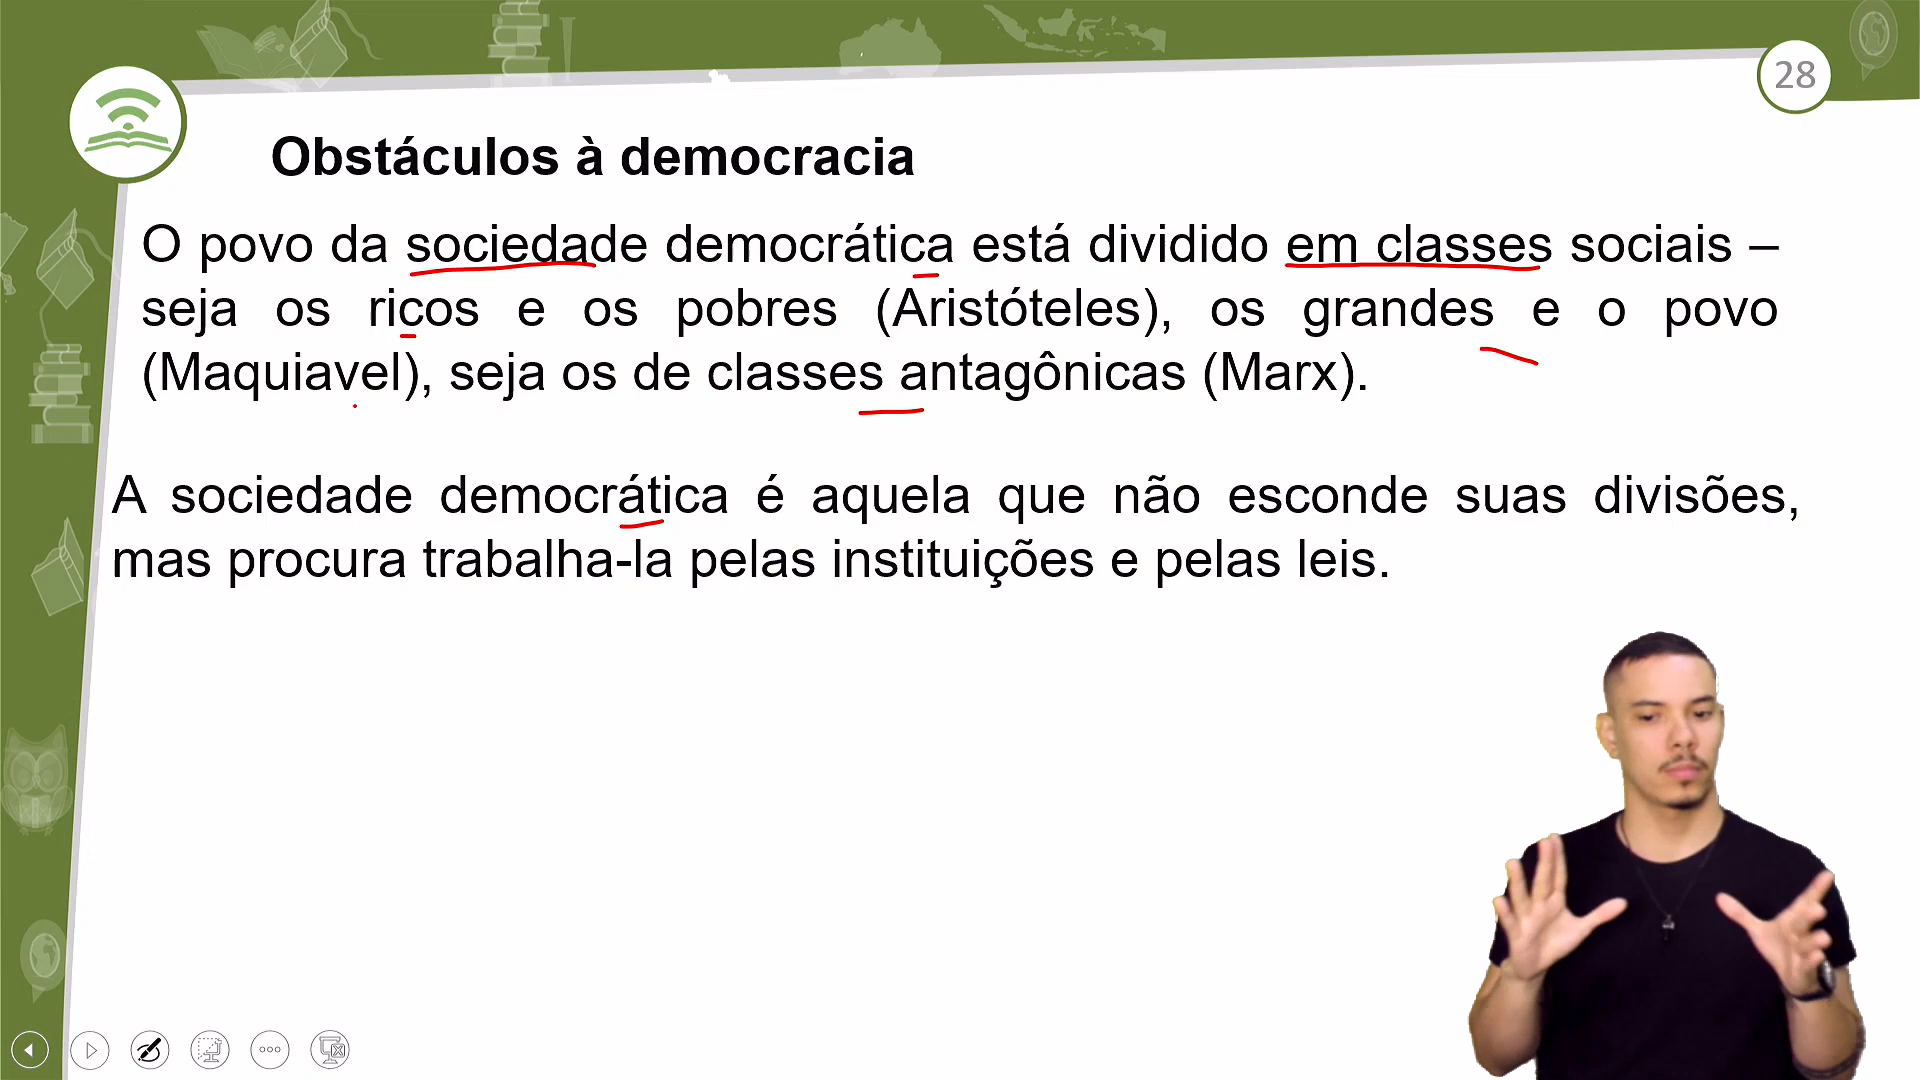 28
Obstáculos à democracia
O povo da sociedade democrática está dividido em classes sociais –
seja os ricos e os pobres (Aristóteles), os grandes e o povo
(Maquiavel), seja os de classes antagônicas (Marx).
A sociedade democrática é aquela que não esconde suas divisões,
mas procura trabalha-la pelas instituições e pelas leis.